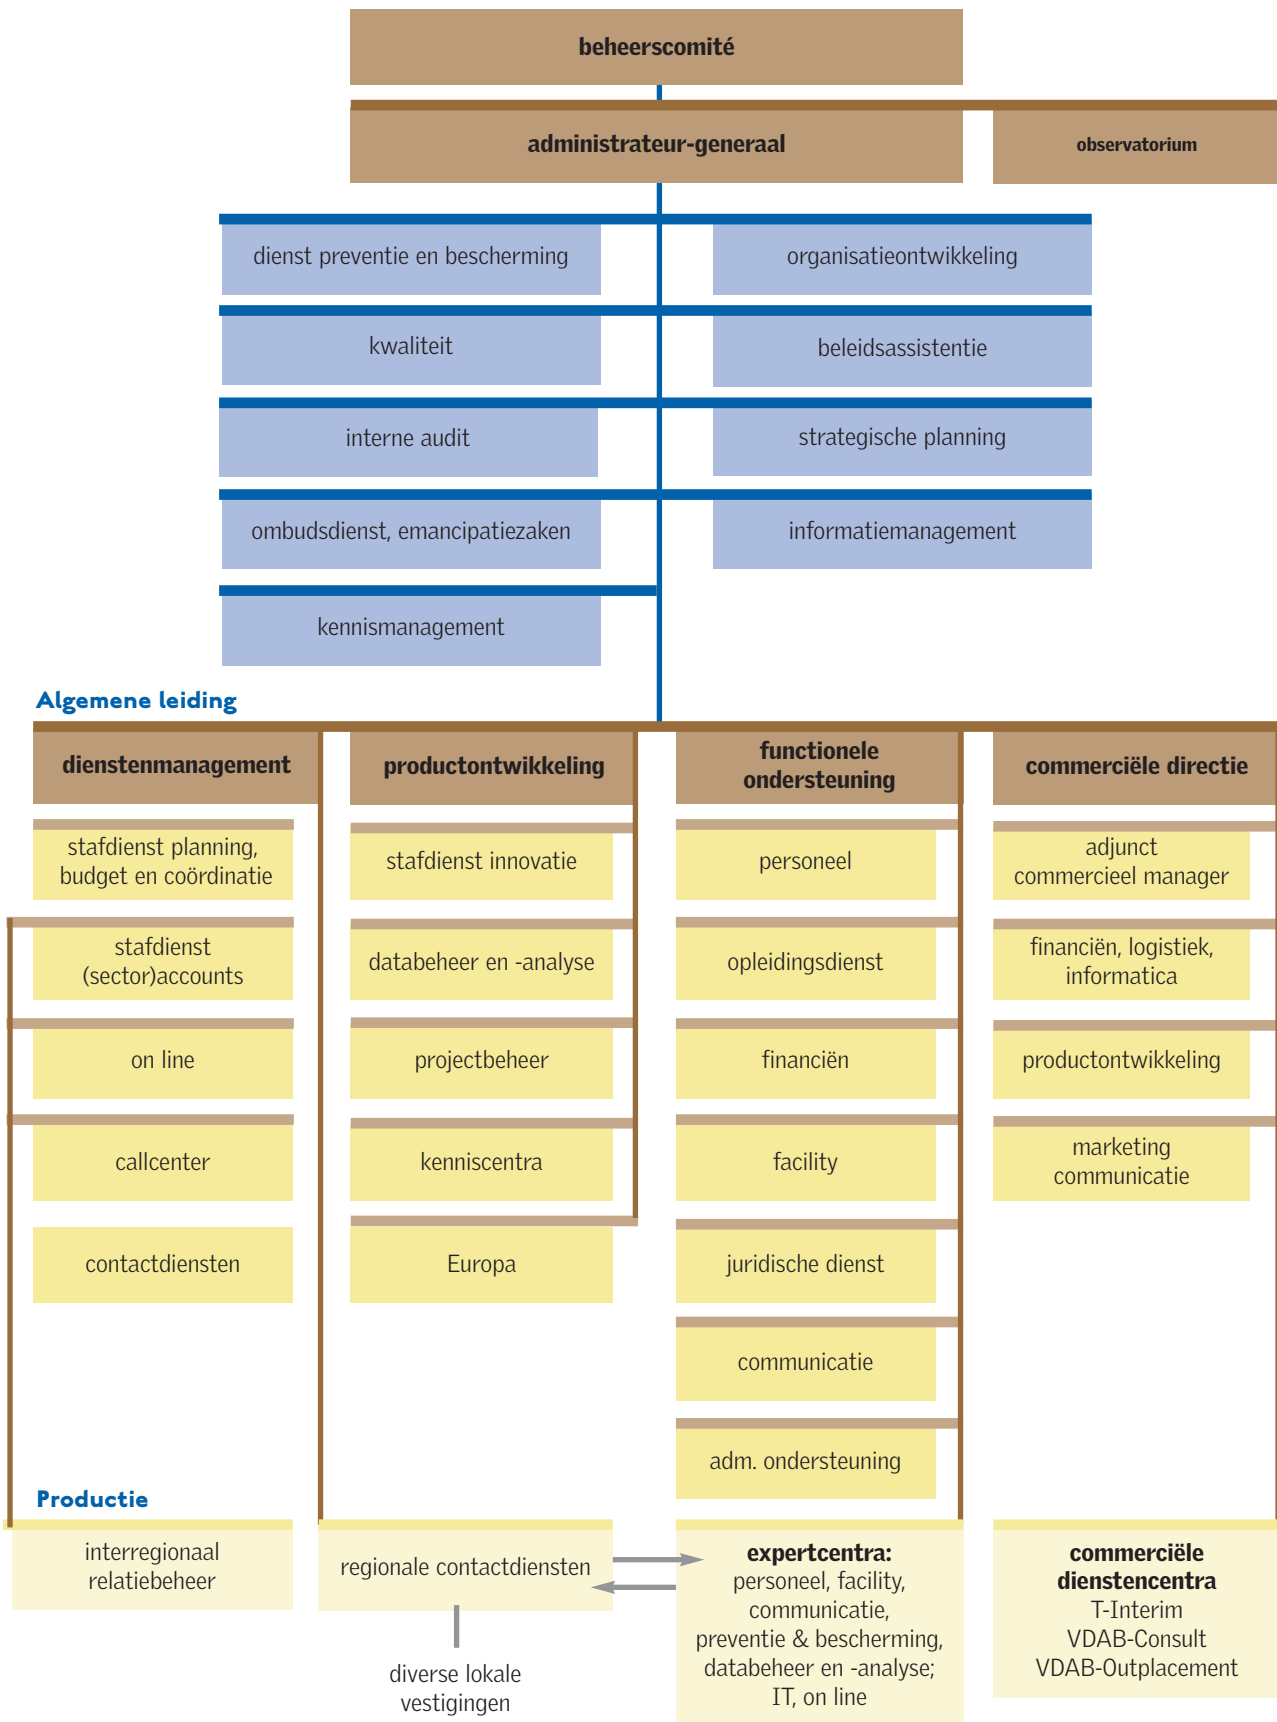 beheerscomité
administrateur-generaal
observatorium
dienst preventie en bescherming
organisatieontwikkeling
kwaliteit
beleidsassistentie
interne audit
strategische planning
ombudsdienst, emancipatiezaken
informatiemanagement
kennismanagement
Algemene leiding
dienstenmanagement
stafdienst planning,
budget en coördinatie
stafdienst
(sector)accounts
on line
callcenter
contactdiensten
productontwikkeling
stafdienst innovatie
databeheer en -analyse
projectbeheer
kenniscentra
Europa
functionele
ondersteuning
personeel
opleidingsdienst
financiën
facility
juridische dienst
communicatie
adm. ondersteuning
commerciële directie
adjunct
commercieel manager
financiën, logistiek,
informatica
productontwikkeling
marketing
communicatie
Productie
interregionaal
relatiebeheer
regionale contactdiensten
diverse lokale
vestigingen
expertcentra:
personeel, facility,
communicatie,
preventie & bescherming,
databeheer en -analyse;
IT, on line
commerciële
dienstencentra
T-Interim
VDAB-Consult
VDAB-Outplacement